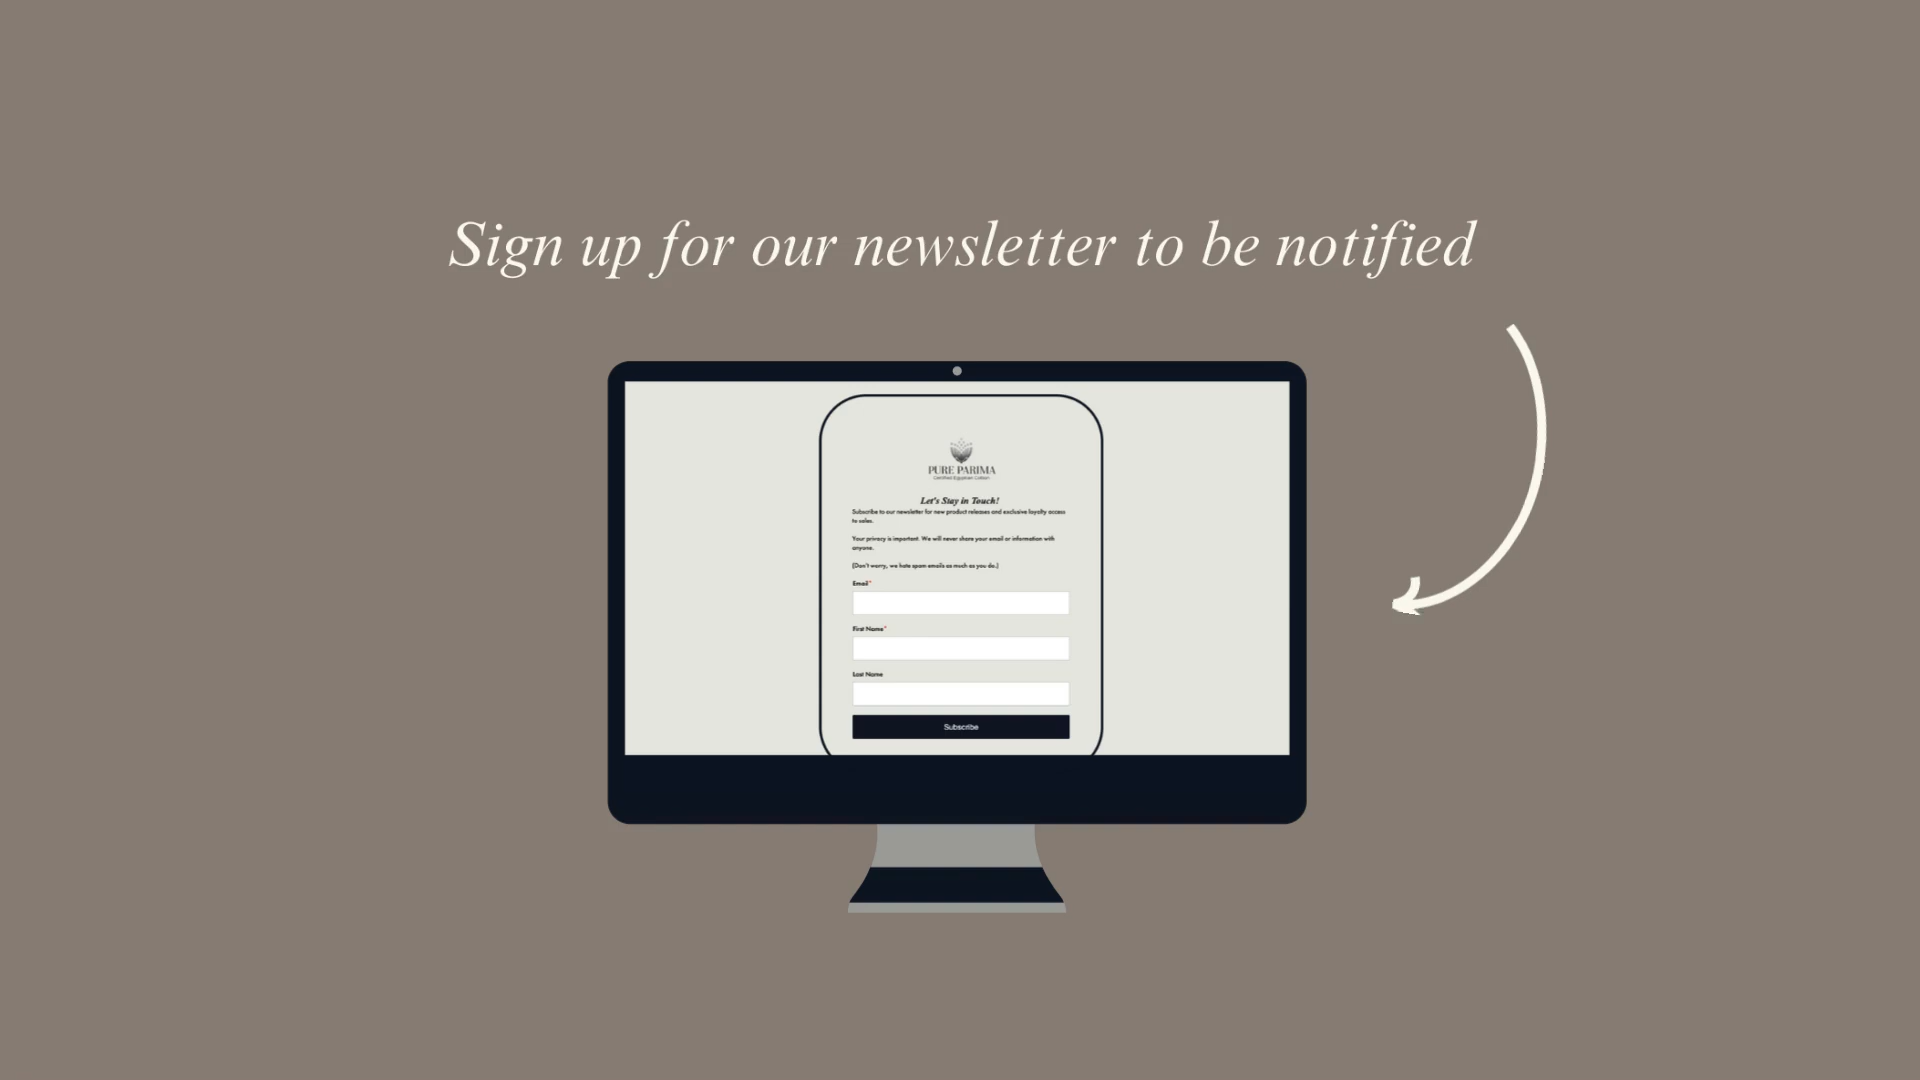 Sign up for our newsletter to be notified
PURE PARIMA
Certified Egyptian Cotton
Let's Stay in Touch!
Subscribe to our newsletter for new product releases and exclusive loyalty access
to sales.
Your privacy is important. We will never share your email or information with
anyone.
(Don't worry, we hate spam emails as much as you do.)
Email*
First Name*
Last Name
Subscribe